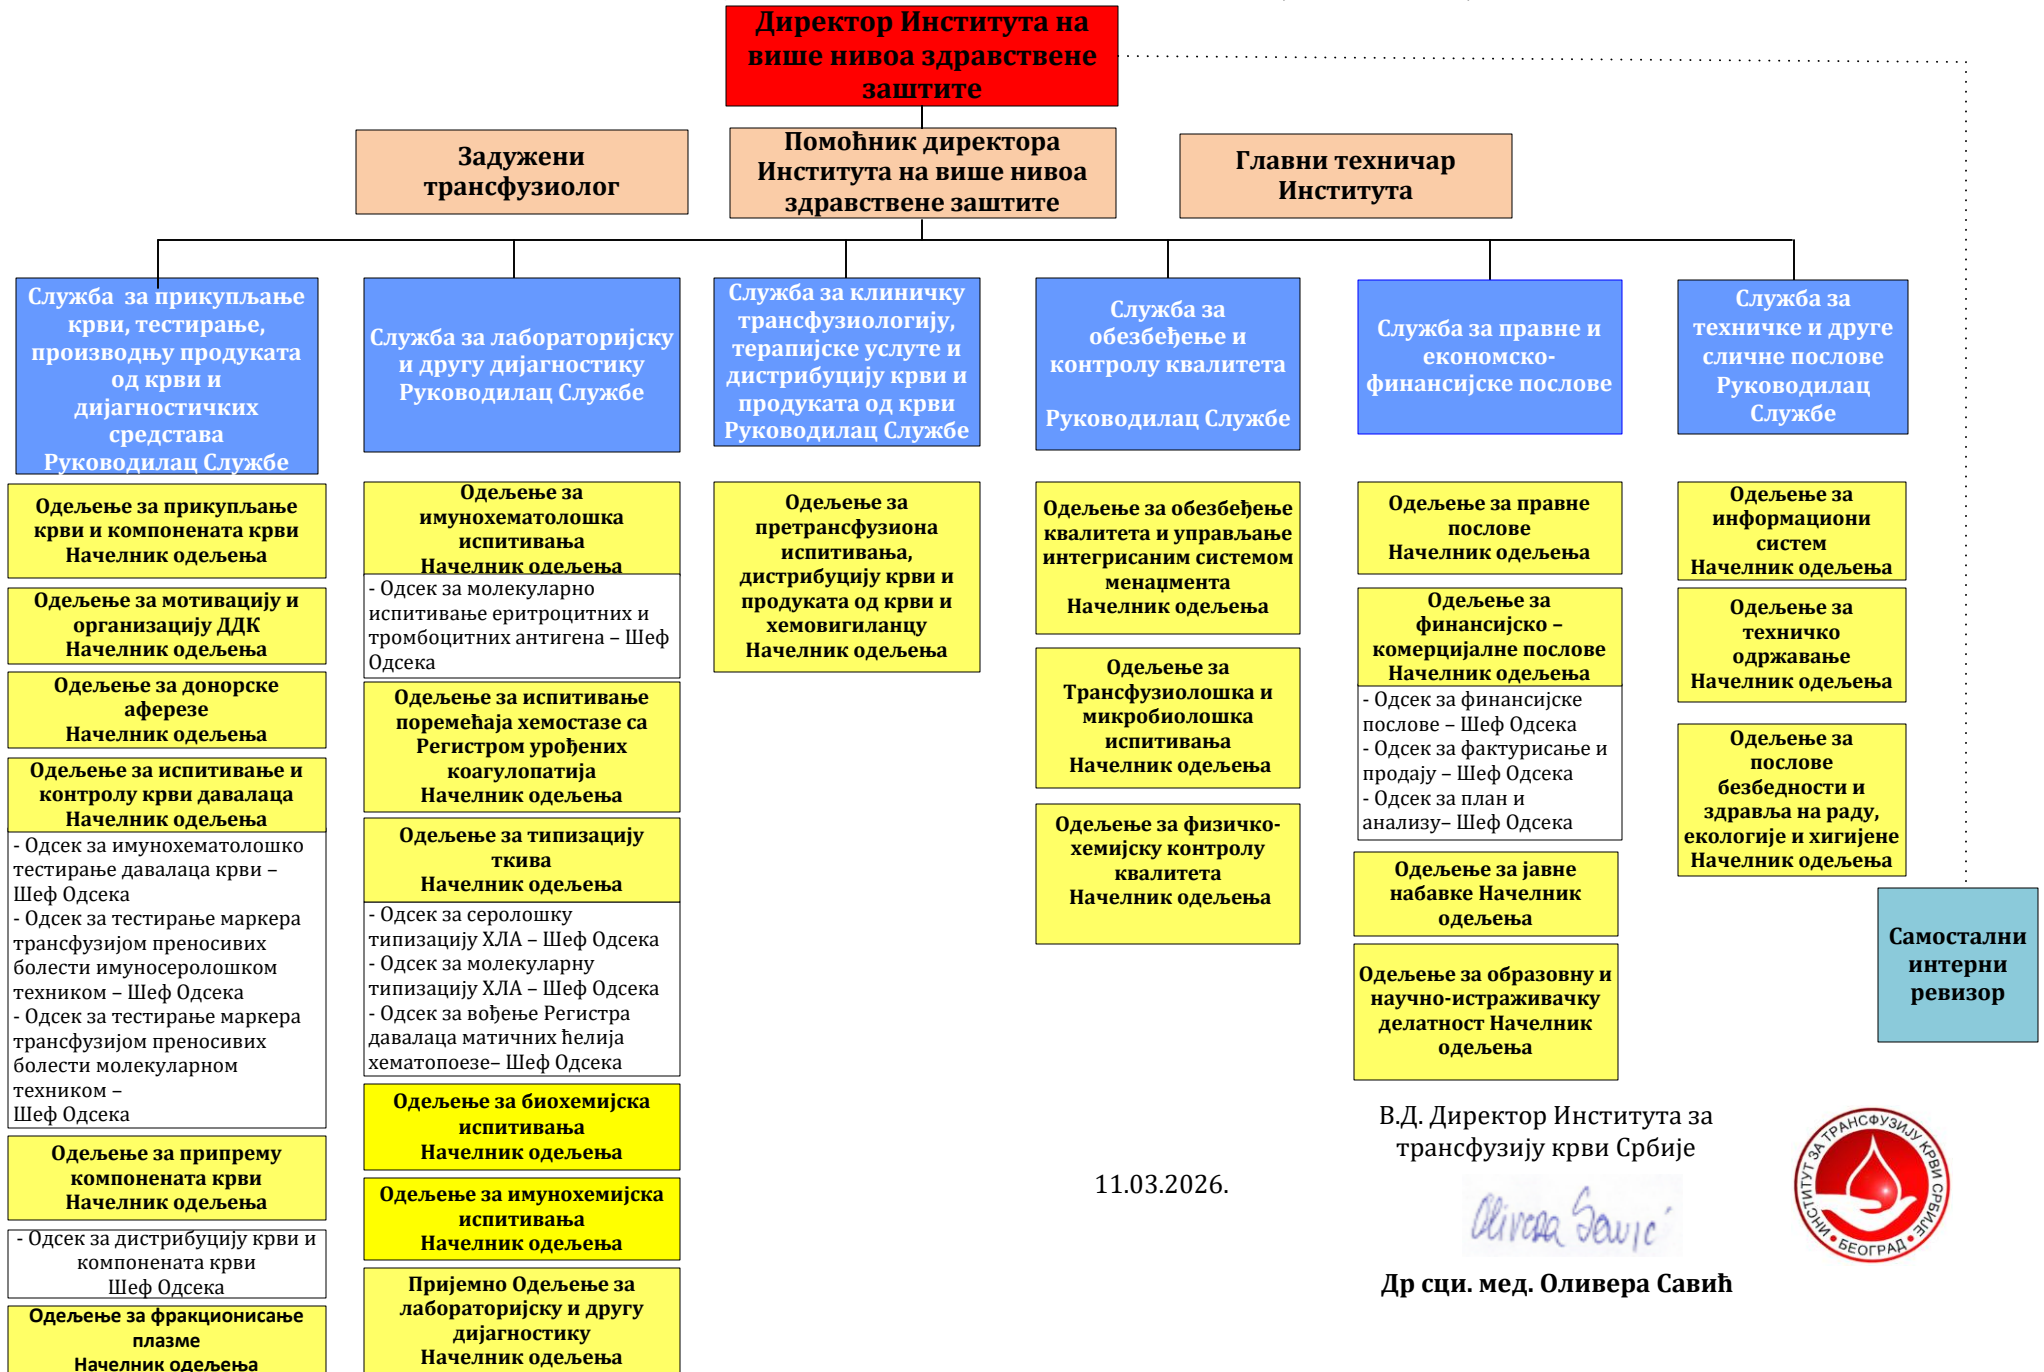 Директор Института на
више нивоа здравствене
заштите
Задужени
трансфузиолог
Помоћник директора
Института на више нивоа
здравствене заштите
Главни техничар
Института
Служба за прикупљање
крви, тестирање,
производњу продуката
од крви и
дијагностичких
средстава
Руководилац Службе
Служба за лабораторијску
и другу дијагностику
Руководилац Службе
Служба за клиничку
трансфузиологију,
терапијске услуте и
дистрибуцију крви и
продуката од крви
Руководилац Службе
Служба за
обезбеђење и
контролу квалитета
Руководилац Службе
Служба за правне и
економско-
финансијске послове
Служба за
техничке и друге
сличне послове
Руководилац
Службе
Одељење за прикупљање
крви и компонената крви
Начелник одељења
Одељење за мотивацију и
организацију ДДК
Начелник одељења
Одељење за донорске
аферезе
Начелник одељења
Одељење за испитивање и
контролу крви давалаца
Начелник одељења
- Одсек за имунохематолошко
тестирање давалаца крви –
Шеф Одсека
- Одсек за тестирање маркера
трансфузијом преносивих
болести имуносеролошком
техником – Шеф Одсека
- Одсек за тестирање маркера
трансфузијом преносивих
болести молекуларном
техником –
Шеф Одсека
Одељење за припрему
компонената крви
Начелник одељења
- Одсек за дистрибуцију крви и
компонената крви
Шеф Одсека
Одељење за фракционисање
плазме
Начелник одељења
Одељење за
имунохематолошка
испитивања
Начелник одељења
- Одсек за молекуларно
испитивање еритроцитних и
тромбоцитних антигена – Шеф
Одсека
Одељење за испитивање
поремећаја хемостазе са
Регистром урођених
коагулопатија
Начелник одељења
Одељење за типизацију
ткива
Начелник одељења
- Одсек за серолошку
типизацију ХЛА – Шеф Одсека
- Одсек за молекуларну
типизацију ХЛА – Шеф Одсека
- Одсек за вођење Регистра
давалаца матичних ћелија
хематопоезе– Шеф Одсека
Одељење за биохемијска
испитивања
Начелник одељења
Одељење за имунохемијска
испитивања
Начелник одељења
Пријемно Одељење за
лабораторијску и другу
дијагностику
Начелник одељења
Одељење за
претрансфузиона
испитивања,
дистрибуцију крви и
продуката од крви и
хемовигиланцу
Начелник одељења
Одељење за обезбеђење
квалитета и управљање
интегрисаним системом
менаџмента
Начелник одељења
Одељење за
Трансфузиолошка и
микробиолошка
испитивања
Начелник одељења
Одељење за физичко-
хемијску контролу
квалитета
Начелник одељења
Одељење за правне
послове
Начелник одељења
Одељење за
финансијско –
комерцијалне послове
Начелник одељења
- Одсек за финансијске
послове – Шеф Одсека
- Одсек за фактурисање и
продају – Шеф Одсека
- Одсек за план и
анализу– Шеф Одсека
Одељење за јавне
набавке Начелник
одељења
Одељење за образовну и
научно-истраживачку
делатност Начелник
одељења
Одељење за
информациони
систем
Начелник одељења
Одељење за
техничко
одржавање
Начелник одељења
Одељење за
послове
безбедности и
здравља на раду,
екологије и хигијене
Начелник одељења
Самостални
интерни
ревизор
11.03.2026.
В.Д. Директор Института за
трансфузију крви Србије
Olivera Savić
Др сци. мед. Оливера Савић
ИНСТИТУТ ЗА ТРАНСФУЗИЈУ КРВИ СРБИЈЕ
• БЕОГРАД •